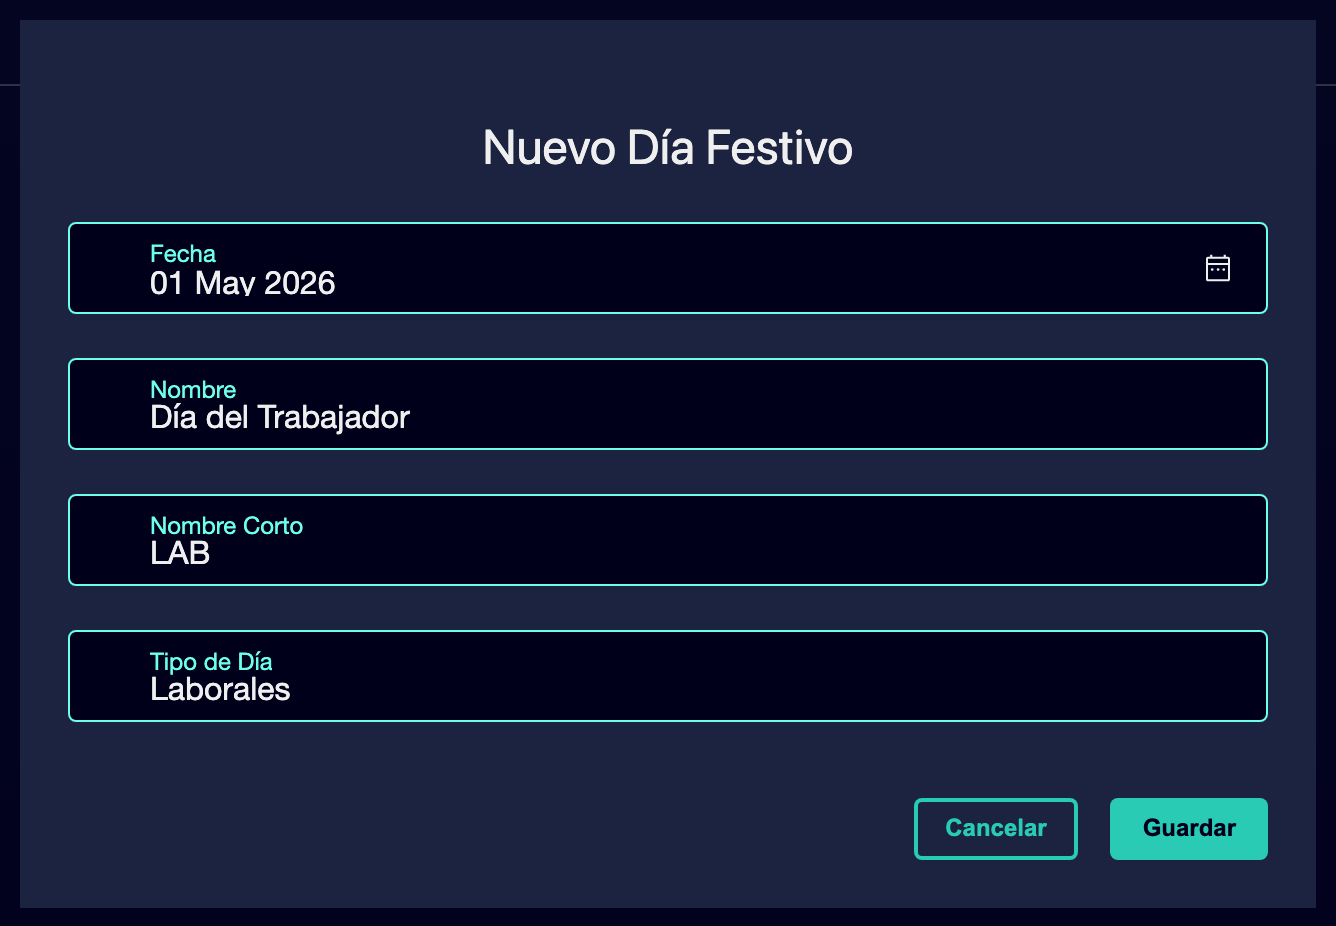 Nuevo Día Festivo
Fecha
01 May 2026
Nombre
Día del Trabajador
Nombre Corto
LAB
Tipo de Día
Laborales
Cancelar
Guardar